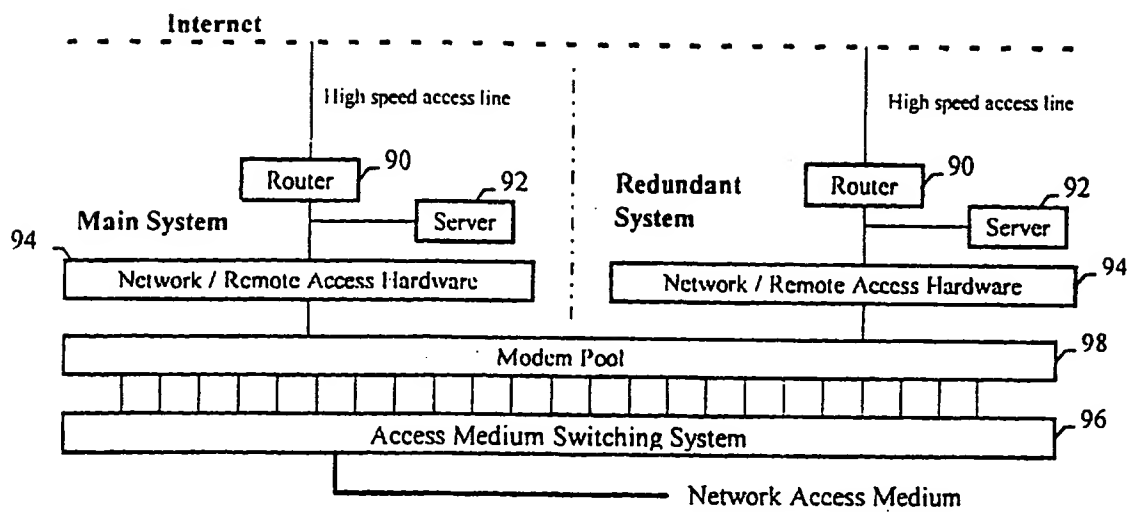 Internet
High speed access line
High speed access line
Router
90
Router
90
Main System
Server
92
Redundant
System
Server
92
94
Network / Remote Access Hardware
Network / Remote Access Hardware
94
Modem Pool
98
Access Medium Switching System
96
Network Access Medium